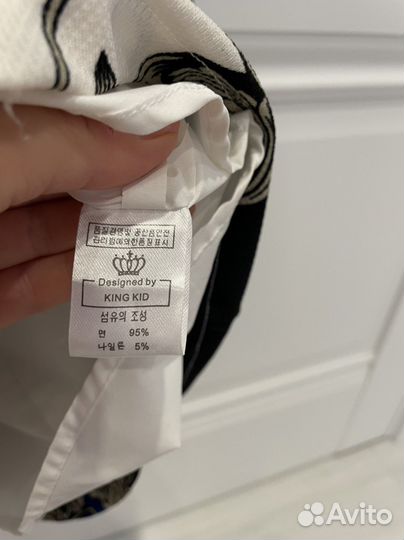 품질경영및 공산품안전
관리법에의한품질표시
Designed by
KING KID
섬유의 조성
면 95%
나일론 5%
Avito